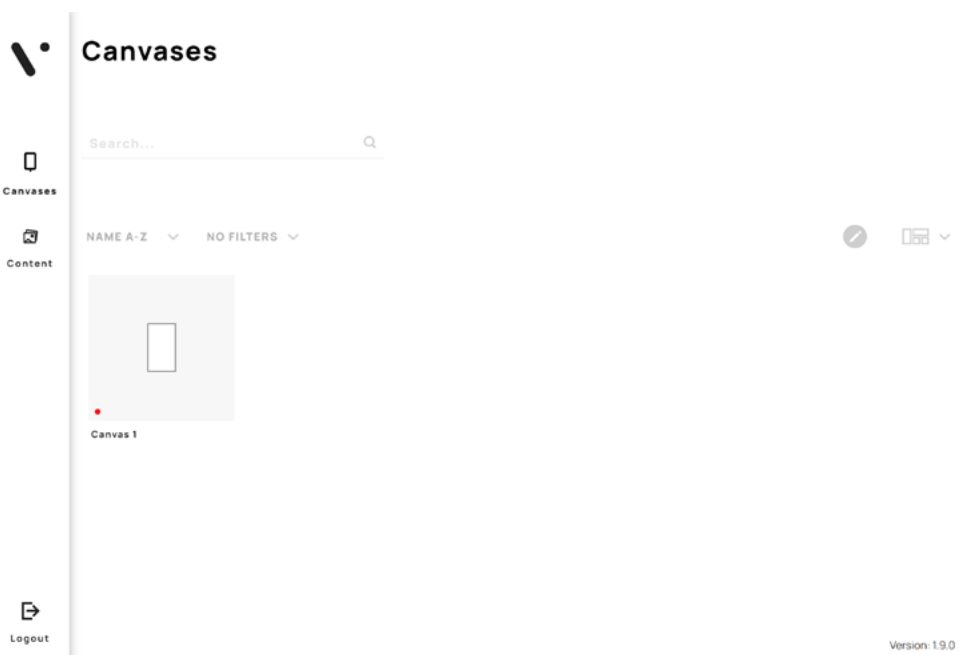 Canvases
Search...
Canvases
NAME A-Z NO FILTERS
Content
Canvas 1
Logout
Version: 1.9.0